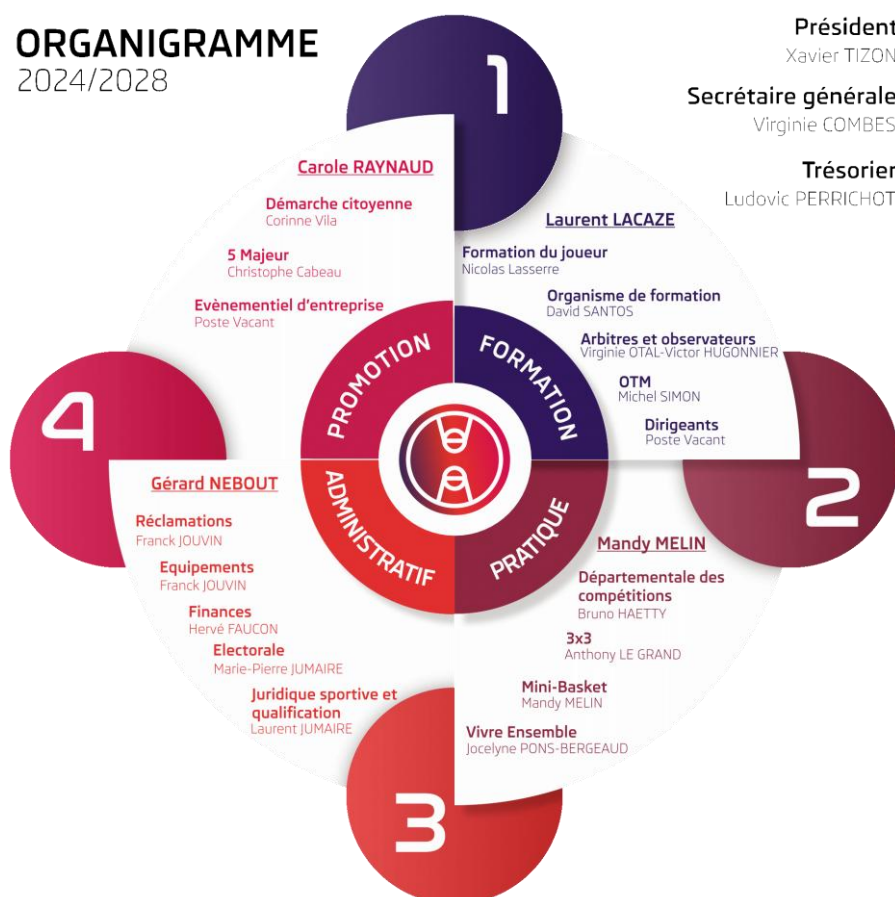 ORGANIGRAMME
2024/2028
Président
Xavier TIZON
Secrétaire générale
Virginie COMBES
Trésorier
Ludovic PERRICHOT
1
Carole RAYNAUD
Démarche citoyenne
Corinne Vila
5 Majeur
Christophe Cabeau
Evènementiel d'entreprise
Poste Vacant
Laurent LACAZE
Formation du joueur
Nicolas Lasserre
Organisme de formation
David SANTOS
Arbitres et observateurs
Virginie OTAL-Victor HUGONNIER
OTM
Michel SIMON
Dirigeants
Poste Vacant
PROMOTION
FORMATION
4
2
ADMINISTRATIF
PRATIQUE
Gérard NEBOUT
Réclamations
Franck JOUVIN
Equipements
Franck JOUVIN
Finances
Hervé FAUCON
Electorale
Marie-Pierre JUMAIRE
Juridique sportive et
qualification
Laurent JUMAIRE
Mandy MELIN
Départementale des
compétitions
Bruno HAETTY
3x3
Anthony LE GRAND
Mini-Basket
Mandy MELIN
Vivre Ensemble
Jocelyne PONS-BERGEAUD
3